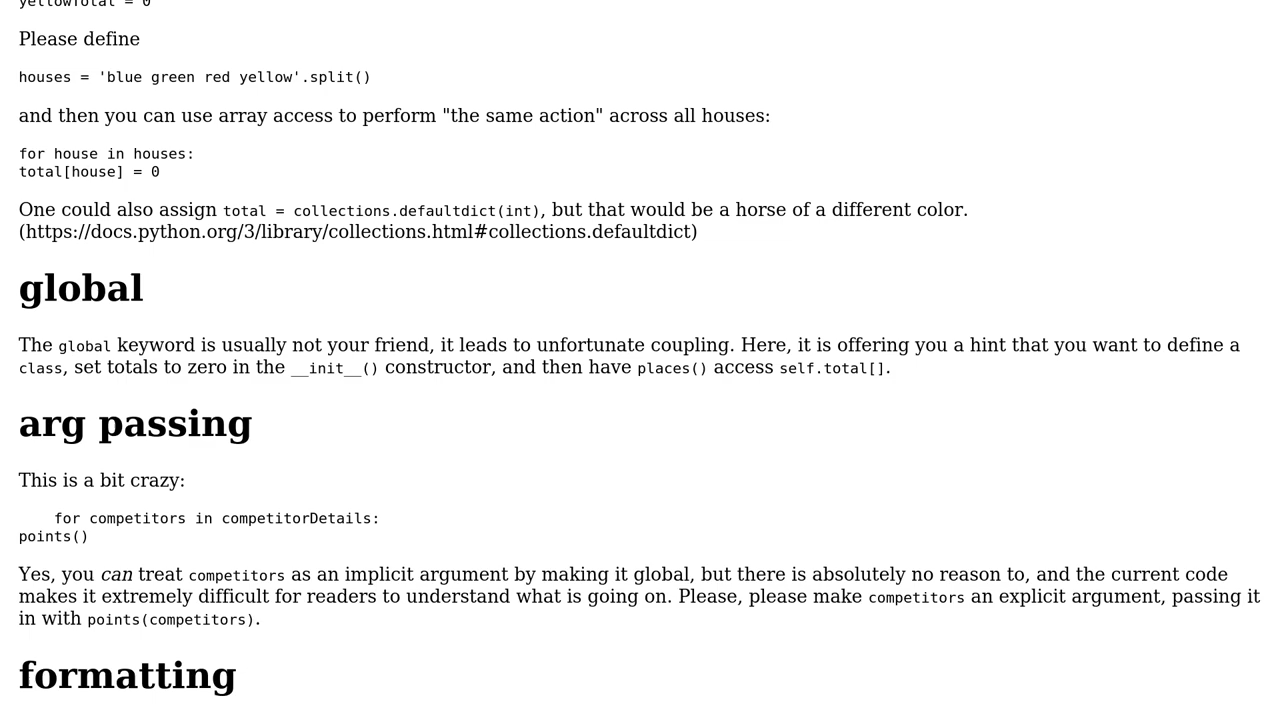 yellowTotal = 0
Please define
houses = 'blue green red yellow'.split()
and then you can use array access to perform "the same action" across all houses:
for house in houses:
total[house] = 0
One could also assign total = collections.defaultdict(int), but that would be a horse of a different color.
(https://docs.python.org/3/library/collections.html#collections.defaultdict)
global
The global keyword is usually not your friend, it leads to unfortunate coupling. Here, it is offering you a hint that you want to define a
class, set totals to zero in the __init__() constructor, and then have places() access self.total[].
arg passing
This is a bit crazy:
    for competitors in competitorDetails:
points()
Yes, you can treat competitors as an implicit argument by making it global, but there is absolutely no reason to, and the current code
makes it extremely difficult for readers to understand what is going on. Please, please make competitors an explicit argument, passing it
in with points(competitors).
formatting